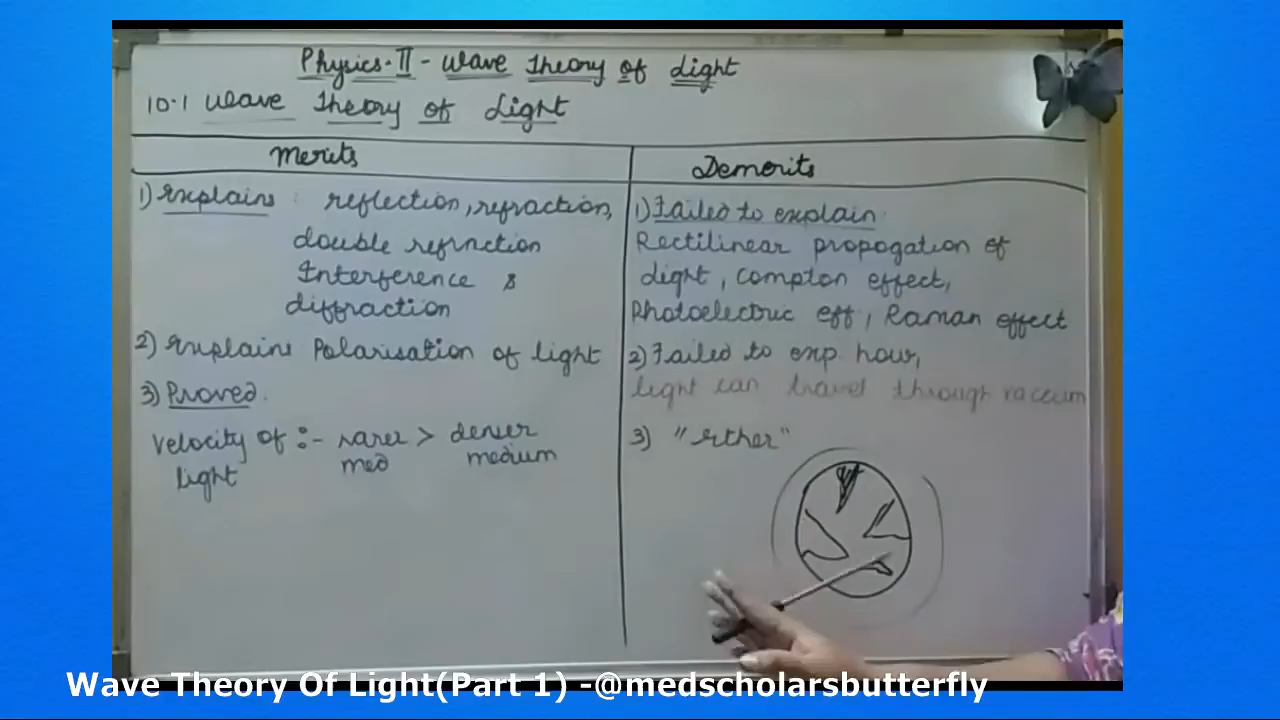 Physics-II - Wave Theory of Light
10.1 Wave Theory of Light
Merits
1) Explains : reflection, refraction,
double refraction
Interference &
diffraction
2) Explains Polarisation of light
3) Proved.
Velocity of :- rarer > denser
light med medium
Demerits
1) Failed to explain:
Rectilinear propogation of
light, Compton effect,
Photoelectric eff, Raman effect
2) Failed to exp how,
light can travel through vaccum
3) "Ether"
Wave Theory Of Light(Part 1) -@medscholarsbutterfly